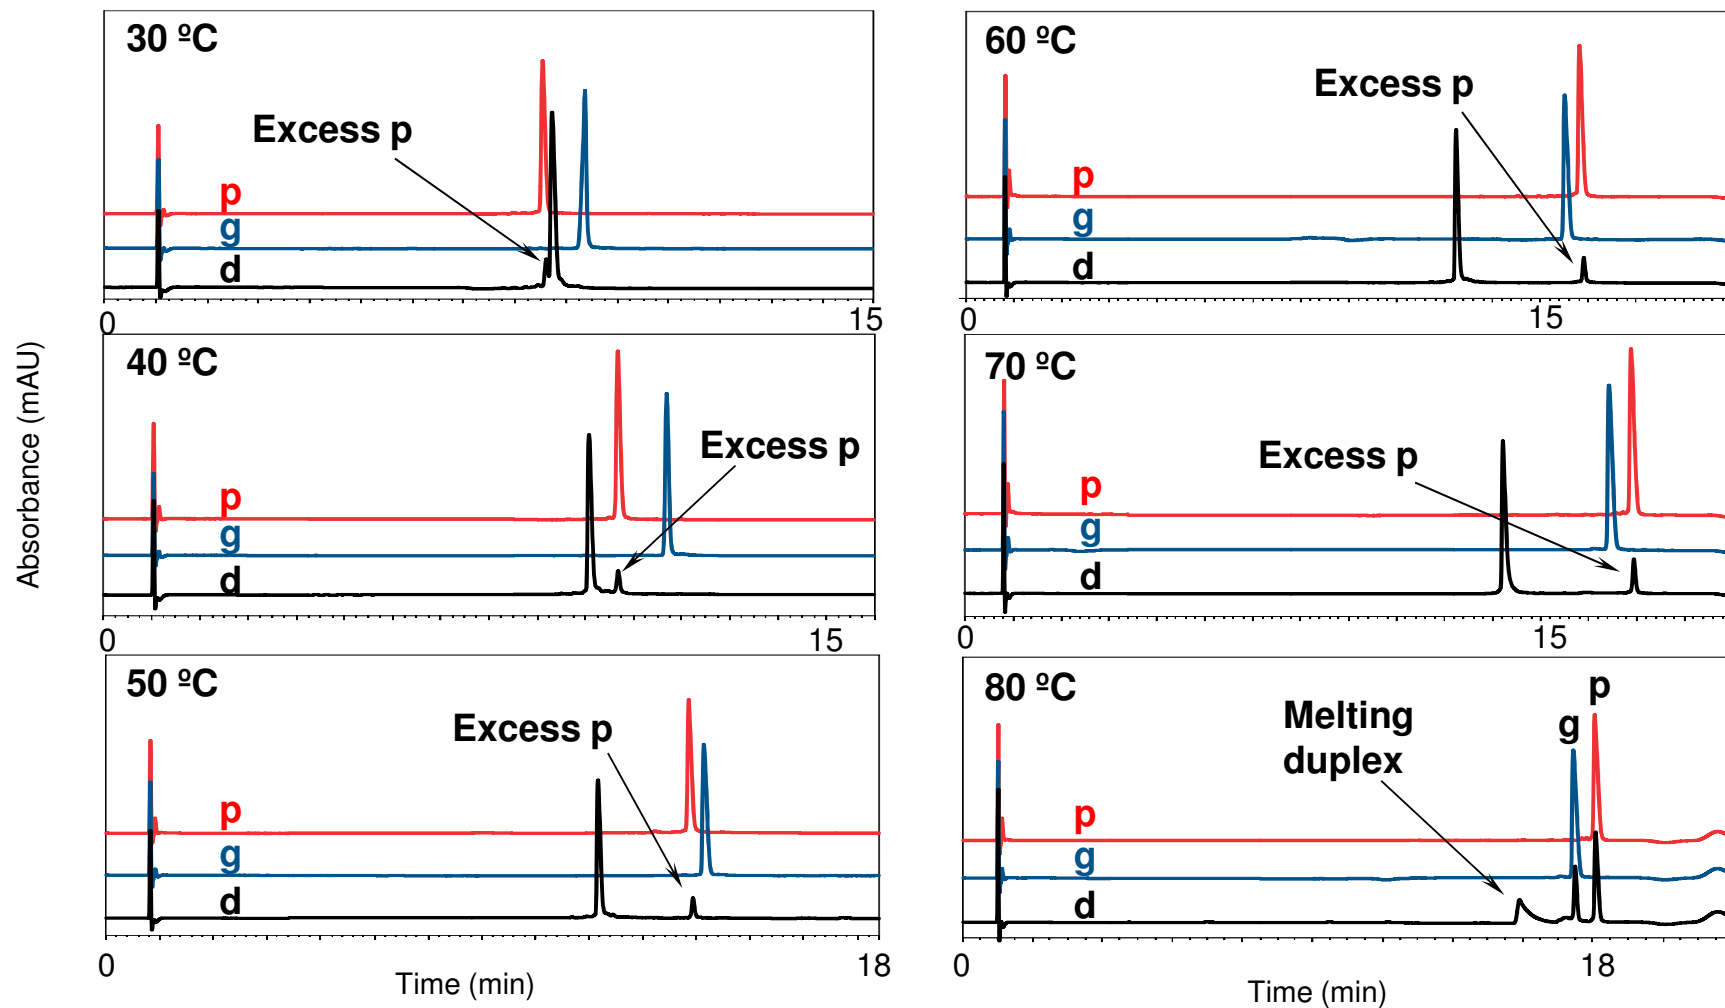 Absorbance (mAU)
30 ºC
Excess p
p
g
d
0
15
40 ºC
Excess p
p
g
d
0
15
50 ºC
Excess p
p
g
d
0
18
Time (min)
60 ºC
Excess p
p
g
d
0
15
70 ºC
Excess p
p
g
d
0
15
80 ºC
Melting
duplex
g
p
p
g
d
0
18
Time (min)